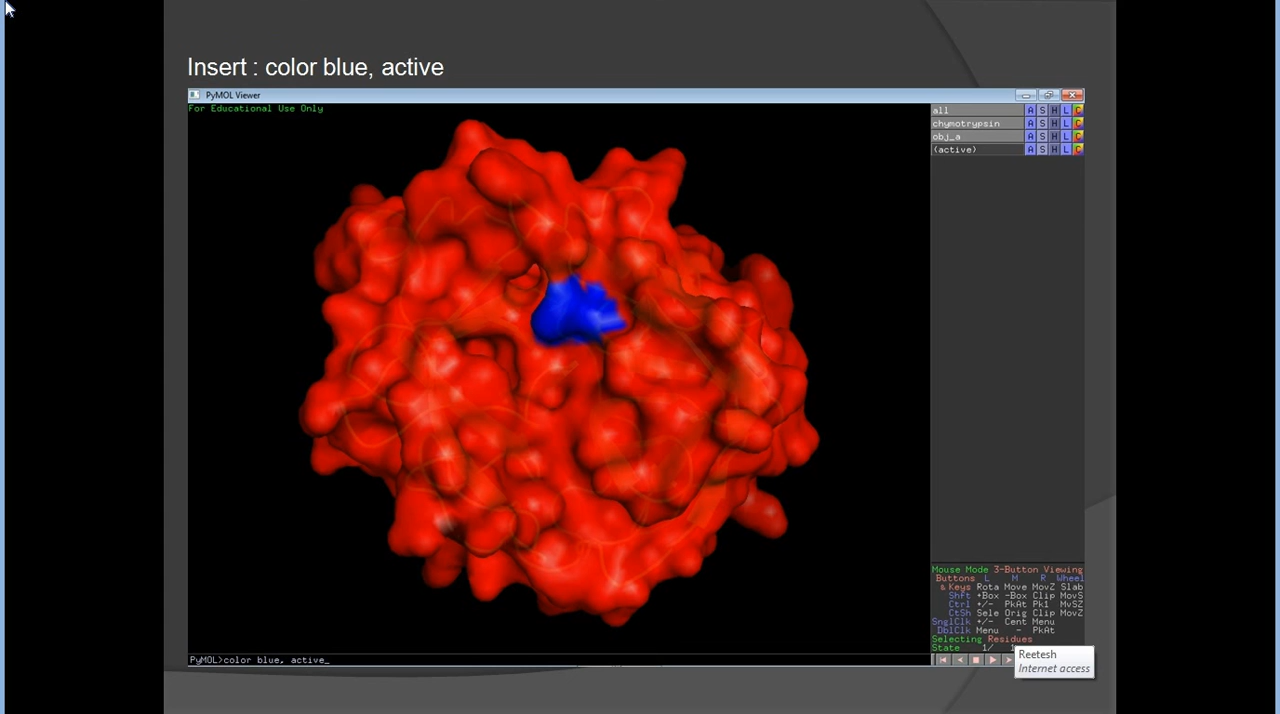 Insert : color blue, active
PyMOL Viewer
For Educational Use Only
all A S H L C
chymotrypsin A S H L C
obj_a A S H L C
(active) A S H L C
Mouse Mode 3-Button Viewing
Buttons L M R Wheel
& Keys Rota Move MovZ Slab
Shft +Box -Box Clip MovS
Ctrl +/- PkAt Pk1 MvSZ
CtSh Sele Orig Clip MovZ
SnglClk +/- Cent Menu
DblClk Menu - PkAt
Selecting Residues
State 1/
Reetesh
Internet access
PyMOL>color blue, active_